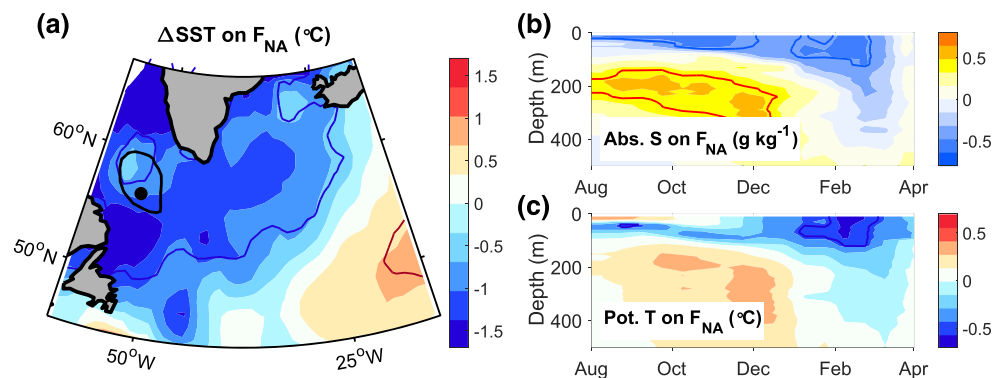 (a)
ΔSST on F_NA (°C)
60°N
50°N
50°W
25°W
1.5
1
0.5
0
-0.5
-1
-1.5
(b)
0
200
400
Depth (m)
Abs. S on F_NA (g kg⁻¹)
Aug Oct Dec Feb Apr
0.5
0
-0.5
(c)
0
200
400
Depth (m)
Pot. T on F_NA (°C)
Aug Oct Dec Feb Apr
0.5
0
-0.5